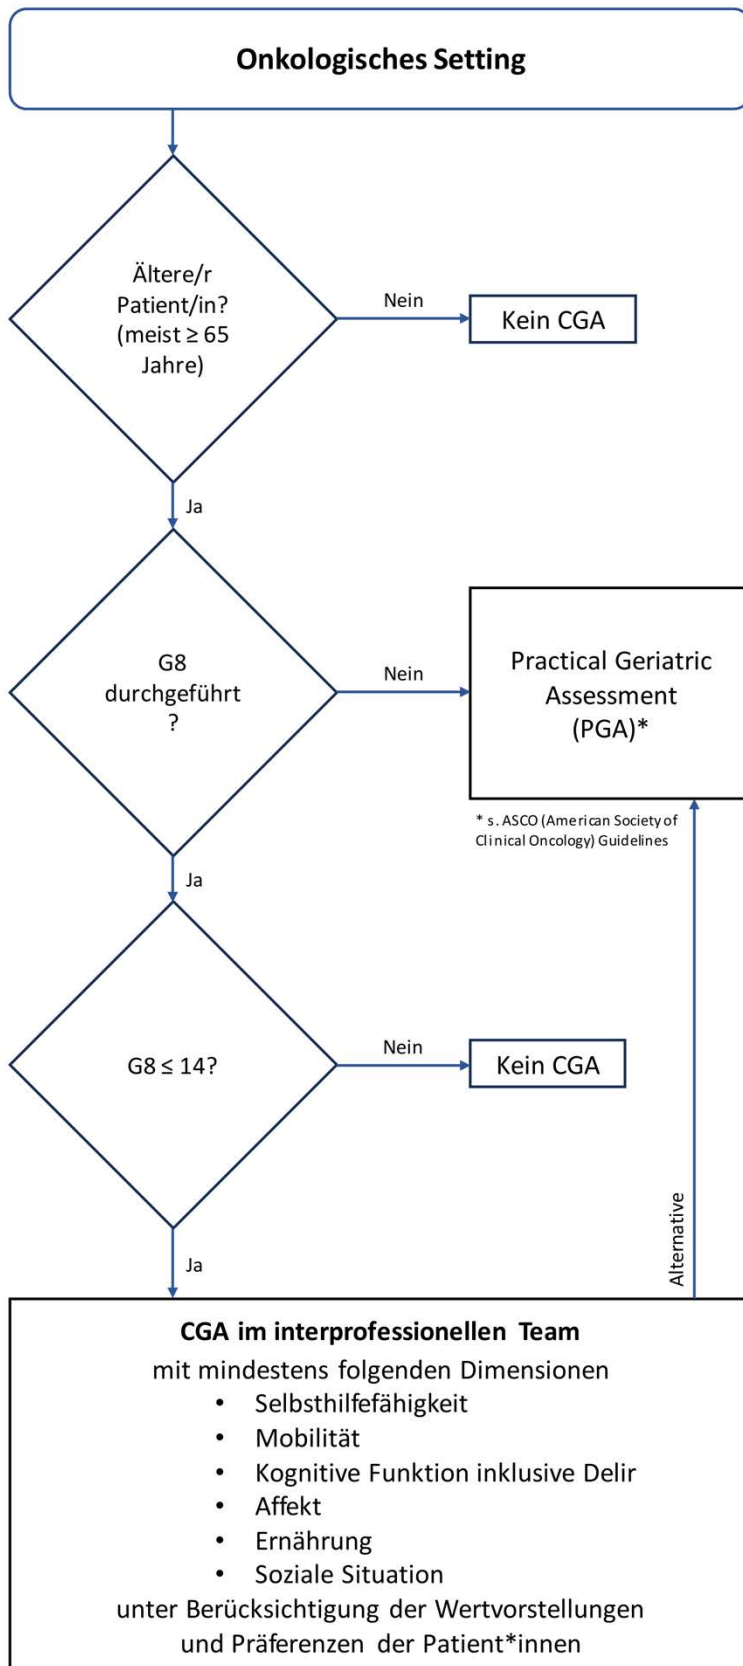 Onkologisches Setting
Ältere/r
Patient/in?
(meist ≥ 65
Jahre)
Nein
Kein CGA
Ja
G8
durchgeführt
?
Nein
Practical Geriatric
Assessment
(PGA)*
* s. ASCO (American Society of
Clinical Oncology) Guidelines
Ja
G8 ≤ 14?
Nein
Kein CGA
Alternative
Ja
CGA im interprofessionellen Team
mit mindestens folgenden Dimensionen
• Selbsthilfefähigkeit
• Mobilität
• Kognitive Funktion inklusive Delir
• Affekt
• Ernährung
• Soziale Situation
unter Berücksichtigung der Wertvorstellungen
und Präferenzen der Patient*innen